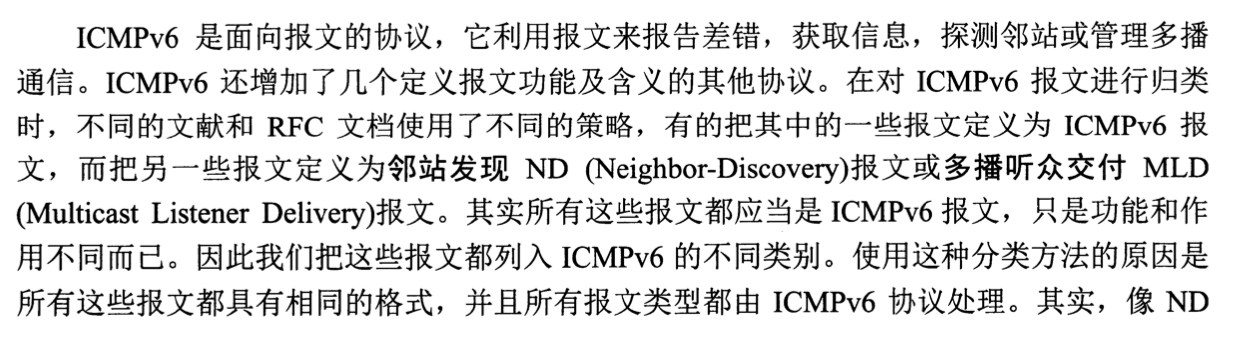 ICMPv6 是面向报文的协议，它利用报文来报告差错，获取信息，探测邻站或管理多播
通信。ICMPv6 还增加了几个定义报文功能及含义的其他协议。在对 ICMPv6 报文进行归类
时，不同的文献和 RFC 文档使用了不同的策略，有的把其中的一些报文定义为 ICMPv6 报
文，而把另一些报文定义为邻站发现 ND (Neighbor-Discovery)报文或多播听众交付 MLD
(Multicast Listener Delivery)报文。其实所有这些报文都应当是 ICMPv6 报文，只是功能和作
用不同而已。因此我们把这些报文都列入 ICMPv6 的不同类别。使用这种分类方法的原因是
所有这些报文都具有相同的格式，并且所有报文类型都由 ICMPv6 协议处理。其实，像 ND